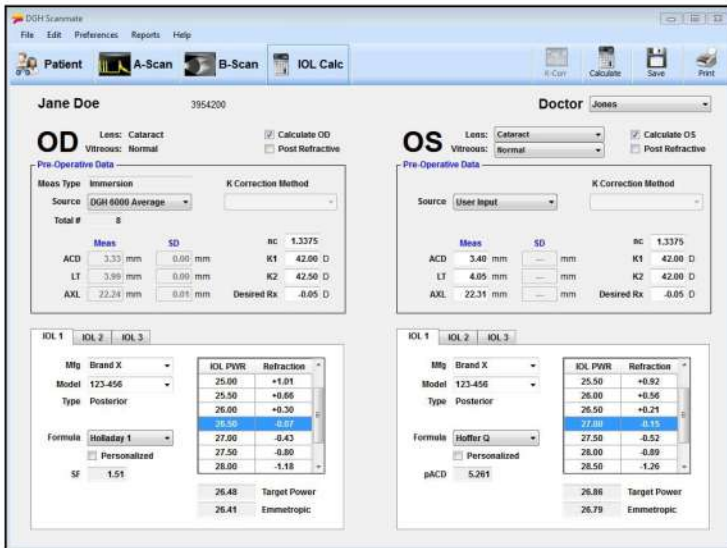 DGH Scanmate
File Edit Preferences Reports Help
Patient A-Scan B-Scan IOL Calc K-Curr Calculate Save Print
Jane Doe 3954200 Doctor Jones
OD Lens: Cataract Calculate OD
Vitreous: Normal Post Refractive
Pre-Operative Data
Meas Type Immersion K Correction Method
Source DGH 6000 Average
Total # 8
Meas SD nc 1.3375
ACD 3.33 mm 0.00 mm K1 42.00 D
LT 3.99 mm 0.00 mm K2 42.50 D
AXL 22.24 mm 0.01 mm Desired Rx -0.05 D
IOL 1 IOL 2 IOL 3
Mfg Brand X
Model 123-456
Type Posterior
Formula Holladay 1
Personalized
SF 1.51
IOL PWR Refraction
25.00 +1.01
25.50 +0.66
26.00 +0.30
26.50 -0.07
27.00 -0.43
27.50 -0.80
28.00 -1.18
26.48 Target Power
26.41 Emmetropic
OS Lens: Cataract Calculate OS
Vitreous: Normal Post Refractive
Pre-Operative Data
K Correction Method
Source User Input
Meas SD nc 1.3375
ACD 3.40 mm --- mm K1 42.00 D
LT 4.05 mm --- mm K2 42.00 D
AXL 22.31 mm --- mm Desired Rx -0.05 D
IOL 1 IOL 2 IOL 3
Mfg Brand X
Model 123-456
Type Posterior
Formula Hoffer Q
Personalized
pACD 5.261
IOL PWR Refraction
25.50 +0.92
26.00 +0.56
26.50 +0.21
27.00 -0.15
27.50 -0.52
28.00 -0.89
28.50 -1.26
26.86 Target Power
26.79 Emmetropic